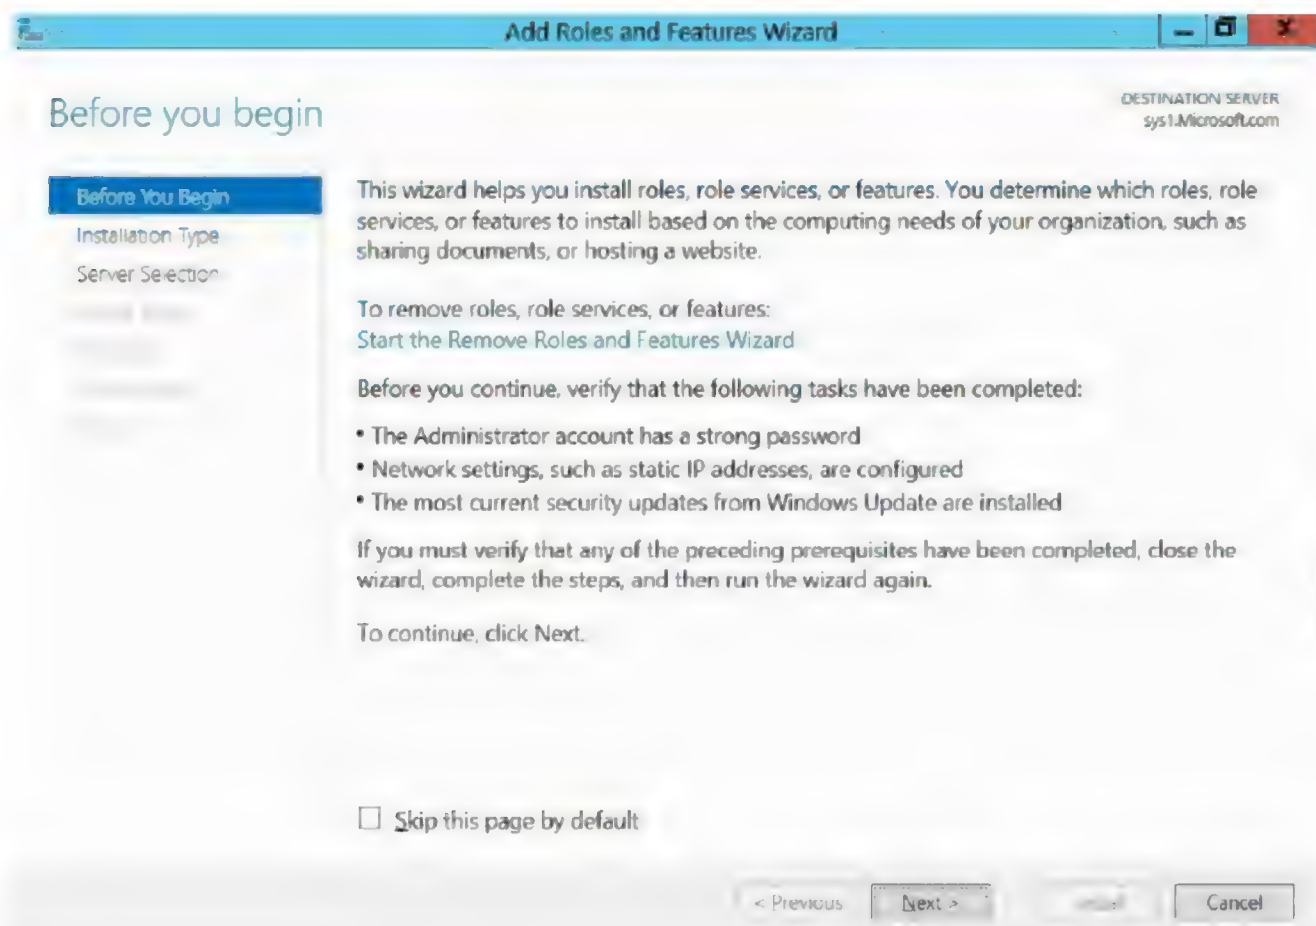 Add Roles and Features Wizard
Before you begin
DESTINATION SERVER
sys1.Microsoft.com
Before You Begin
Installation Type
Server Selection
This wizard helps you install roles, role services, or features. You determine which roles, role
services, or features to install based on the computing needs of your organization, such as
sharing documents, or hosting a website.
To remove roles, role services, or features:
Start the Remove Roles and Features Wizard
Before you continue, verify that the following tasks have been completed:
• The Administrator account has a strong password
• Network settings, such as static IP addresses, are configured
• The most current security updates from Windows Update are installed
If you must verify that any of the preceding prerequisites have been completed, close the
wizard, complete the steps, and then run the wizard again.
To continue, click Next.
Skip this page by default
< Previous
Next >
Cancel